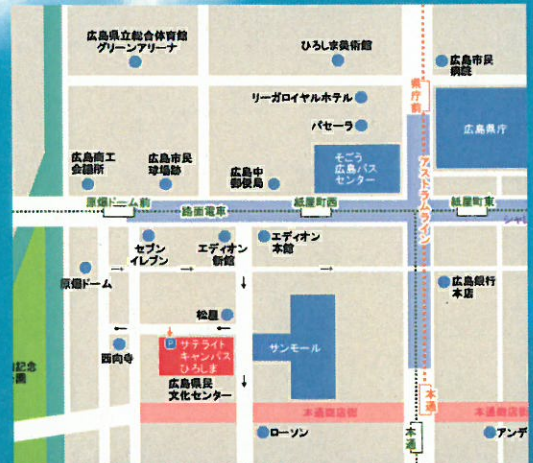 広島県立総合体育館
グリーンアリーナ
ひろしま美術館
広島市民
病院
県庁前
リーガロイヤルホテル
パセーラ
広島県庁
そごう
広島バス
センター
広島商工
会議所
広島市民
球場跡
広島中
郵便局
アストラムライン
原爆ドーム前
路面電車
紙屋町西
紙屋町東
シャレ
セブン
イレブン
エディオン
新館
エディオン
本館
原爆ドーム
広島銀行
本店
松屋
西向寺
P
サテライト
キャンパス
ひろしま
サンモール
記念
園
広島県民
文化センター
本通商店街
本通
本通商店街
ローソン
本通
アンデ